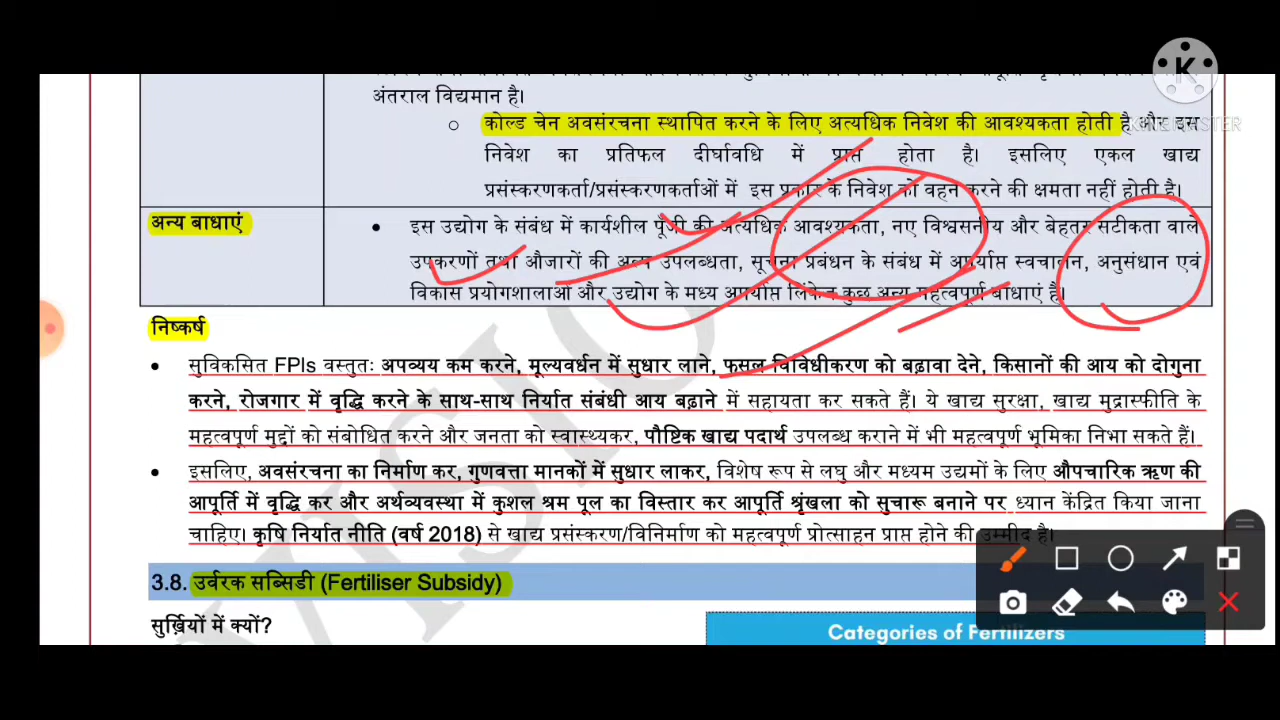 अंतराल विद्यमान है।
o कोल्ड चेन अवसंरचना स्थापित करने के लिए अत्यधिक निवेश की आवश्यकता होती है और इस
निवेश का प्रतिफल दीर्घावधि में प्राप्त होता है। इसलिए एकल खाद्य
प्रसंस्करणकर्ता/प्रसंस्करणकर्ताओं में इस प्रकार के निवेश को वहन करने की क्षमता नहीं होती है।
अन्य बाधाएं
• इस उद्योग के संबंध में कार्यशील पूँजी की अत्यधिक आवश्यकता, नए विश्वसनीय और बेहतर सटीकता वाले
उपकरणों तथा औजारों की अल्प उपलब्धता, सूचना प्रबंधन के संबंध में अपर्याप्त स्वचालन, अनुसंधान एवं
विकास प्रयोगशालाओं और उद्योग के मध्य अपर्याप्त लिंकेज कुछ अन्य महत्वपूर्ण बाधाएं है।
निष्कर्ष
• सुविकसित FPIs वस्तुतः अपव्यय कम करने, मूल्यवर्धन में सुधार लाने, फसल विविधीकरण को बढ़ावा देने, किसानों की आय को दोगुना
करने, रोजगार में वृद्धि करने के साथ-साथ निर्यात संबंधी आय बढ़ाने में सहायता कर सकते हैं। ये खाद्य सुरक्षा, खाद्य मुद्रास्फीति के
महत्वपूर्ण मुद्दों को संबोधित करने और जनता को स्वास्थ्यकर, पौष्टिक खाद्य पदार्थ उपलब्ध कराने में भी महत्वपूर्ण भूमिका निभा सकते हैं।
• इसलिए, अवसंरचना का निर्माण कर, गुणवत्ता मानकों में सुधार लाकर, विशेष रूप से लघु और मध्यम उद्यमों के लिए औपचारिक ऋण की
आपूर्ति में वृद्धि कर और अर्थव्यवस्था में कुशल श्रम पूल का विस्तार कर आपूर्ति श्रृंखला को सुचारू बनाने पर ध्यान केंद्रित किया जाना
चाहिए। कृषि निर्यात नीति (वर्ष 2018) से खाद्य प्रसंस्करण/विनिर्माण को महत्वपूर्ण प्रोत्साहन प्राप्त होने की उम्मीद है।
3.8. उर्वरक सब्सिडी (Fertiliser Subsidy)
सुर्ख़ियों में क्यों?
Categories of Fertilizers